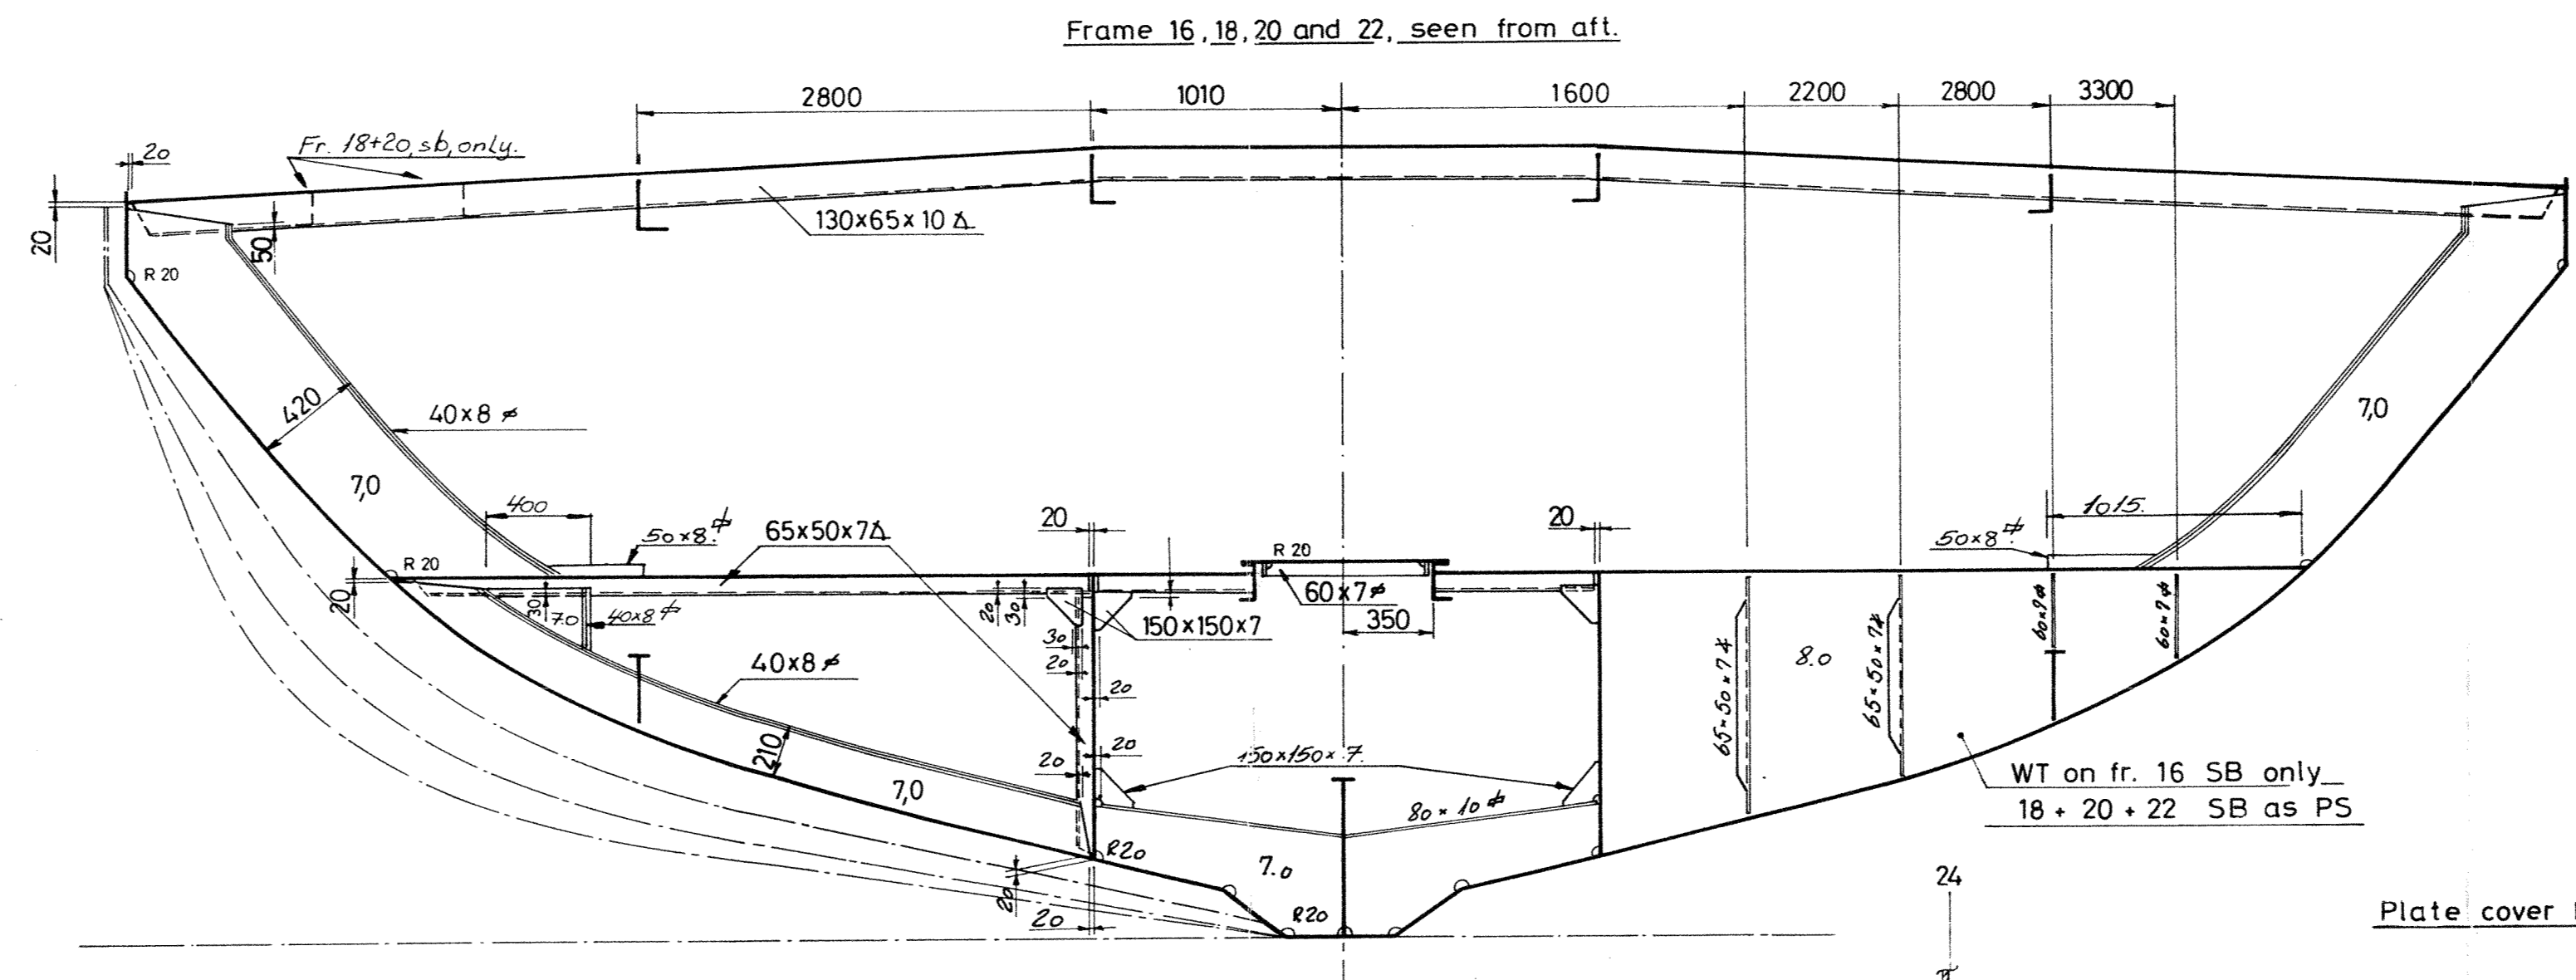 Frame 16, 18, 20 and 22, seen from aft.
2800
1010
1600
2200
2800
3300
Fr. 18+20, sb, only.
20
20
50
R 20
130x65x10
420
40x8
7,0
7,0
400
50x8
65x50x7
20
20
R 20
60x7
350
50x8
1015.
R 20
20
30
7.0
40x8
20
30
150x150x7
30
20
20
40x8
210
7,0
20
20
150x150x7.
80x10
65x50x7
65x50x7
8.0
60x7
60x7
WT on fr. 16 SB only
18 + 20 + 22 SB as PS
R20
7.0
R20
20
20
24
Plate cover